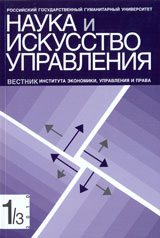 РОССИЙСКИЙ ГОСУДАРСТВЕННЫЙ ГУМАНИТАРНЫЙ УНИВЕРСИТЕТ
НАУКА И
ИСКУССТВО
УПРАВЛЕНИЯ
ВЕСТНИК ИНСТИТУТА ЭКОНОМИКИ, УПРАВЛЕНИЯ И ПРАВА
1/3